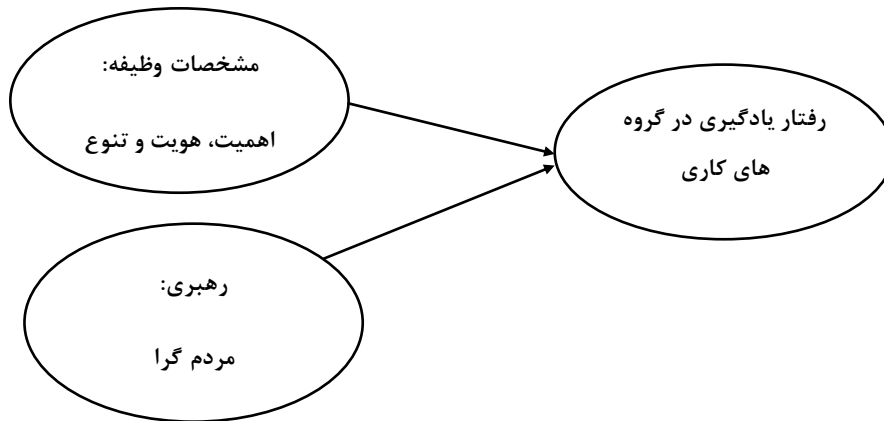 مشخصات وظیفه:
اهمیت، هویت و تنوع
رفتار یادگیری در گروه
های کاری
رهبری:
مردم گرا